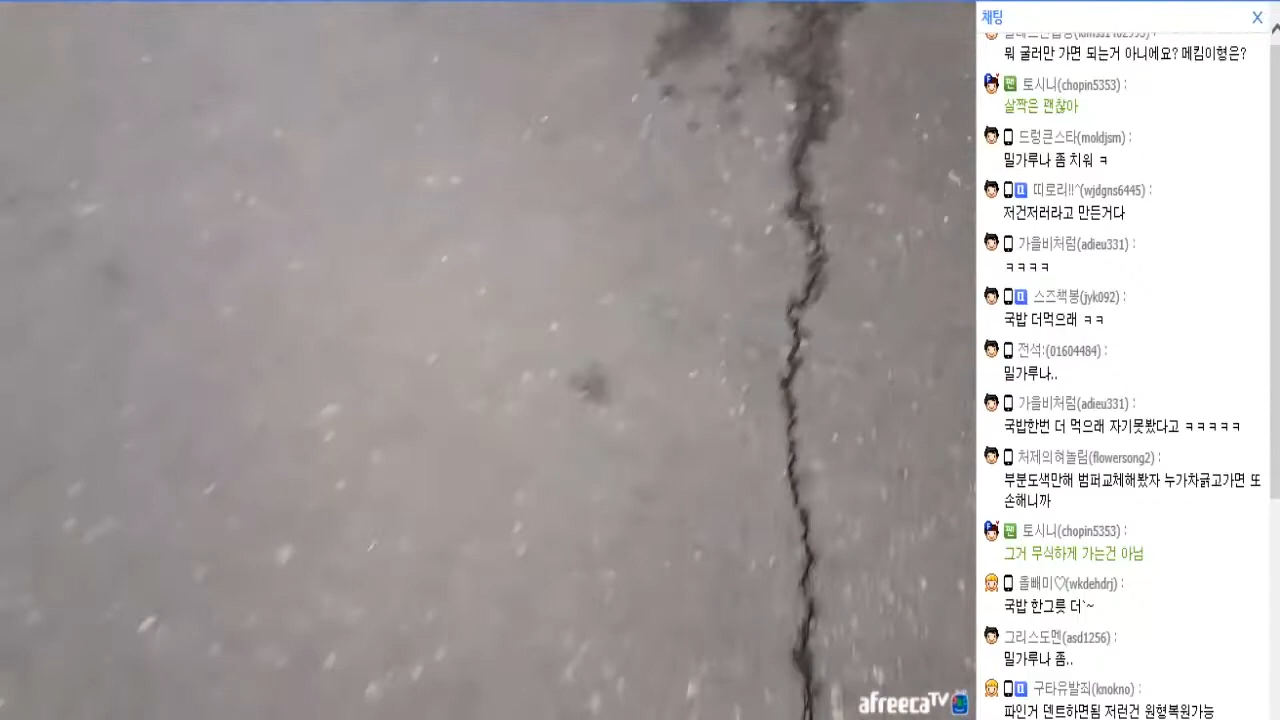 채팅
X
뭐 굴러만 가면 되는거 아니에요? 메킴이형은?
팬 토시니(chopin5353) :
살짝은 괜찮아
드렁큰스타(moldjsm) :
밀가루나 좀 치워 ㅋ
띠로리!!^(wjdgns6445) :
저건저러라고 만든거다
가을비처럼(adieu331) :
ㅋㅋㅋㅋ
스즈책봉(jyk092) :
국밥 더먹으래 ㅋㅋ
전석:(01604484) :
밀가루나..
가을비처럼(adieu331) :
국밥한번 더 먹으래 자기못봤다고 ㅋㅋㅋㅋㅋ
처제의혀놀림(flowersong2) :
부분도색만해 범퍼교체해봤자 누가차긁고가면 또
손해니까
팬 토시니(chopin5353) :
그거 무식하게 가는건 아님
올빼미♡(wkdehdrj) :
국밥 한그릇 더`~
그리스도멘(asd1256) :
밀가루나 좀..
구타유발죄(knokno) :
파인거 덴트하면됨 저런건 원형복원가능
afreecaTV